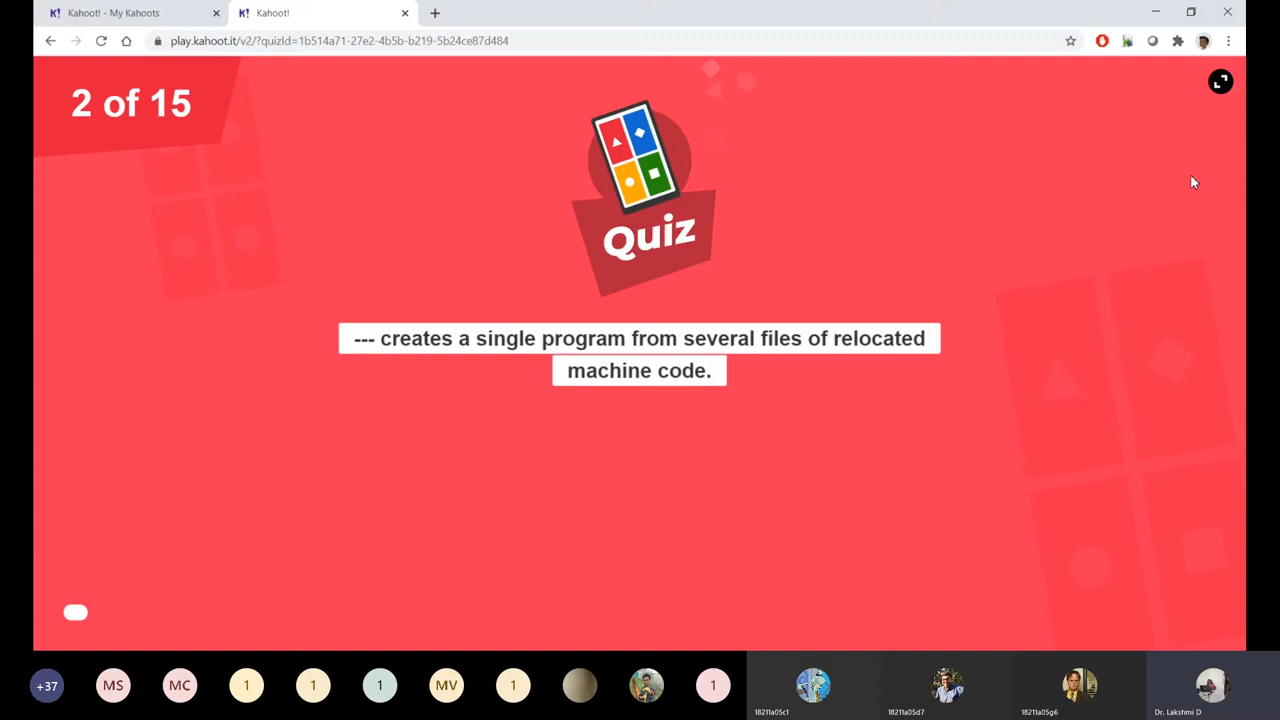 Kahoot! - My Kahoots
Kahoot!
play.kahoot.it/v2/?quizId=1b514a71-27e2-4b5b-b219-5b24ce87d484
2 of 15
Quiz
--- creates a single program from several files of relocated
machine code.
+37
MS
MC
1
1
1
MV
1
1
18211a05c1
18211a05d7
18211a05g6
Dr. Lakshmi D